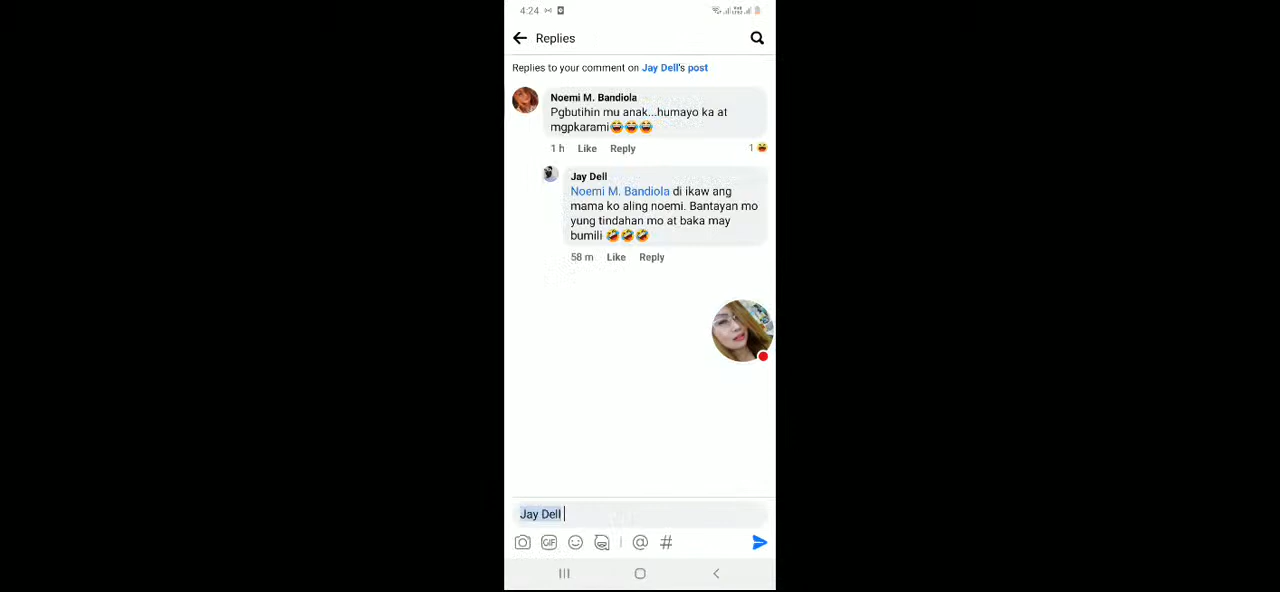 4:24
Replies
Replies to your comment on Jay Dell's post
Noemi M. Bandiola
Pgbutihin mu anak...humayo ka at
mgpkarami😂😂😂
1 h Like Reply 1
Jay Dell
Noemi M. Bandiola di ikaw ang
mama ko aling noemi. Bantayan mo
yung tindahan mo at baka may
bumili 🤣🤣🤣
58 m Like Reply
Jay Dell
GIF @ #